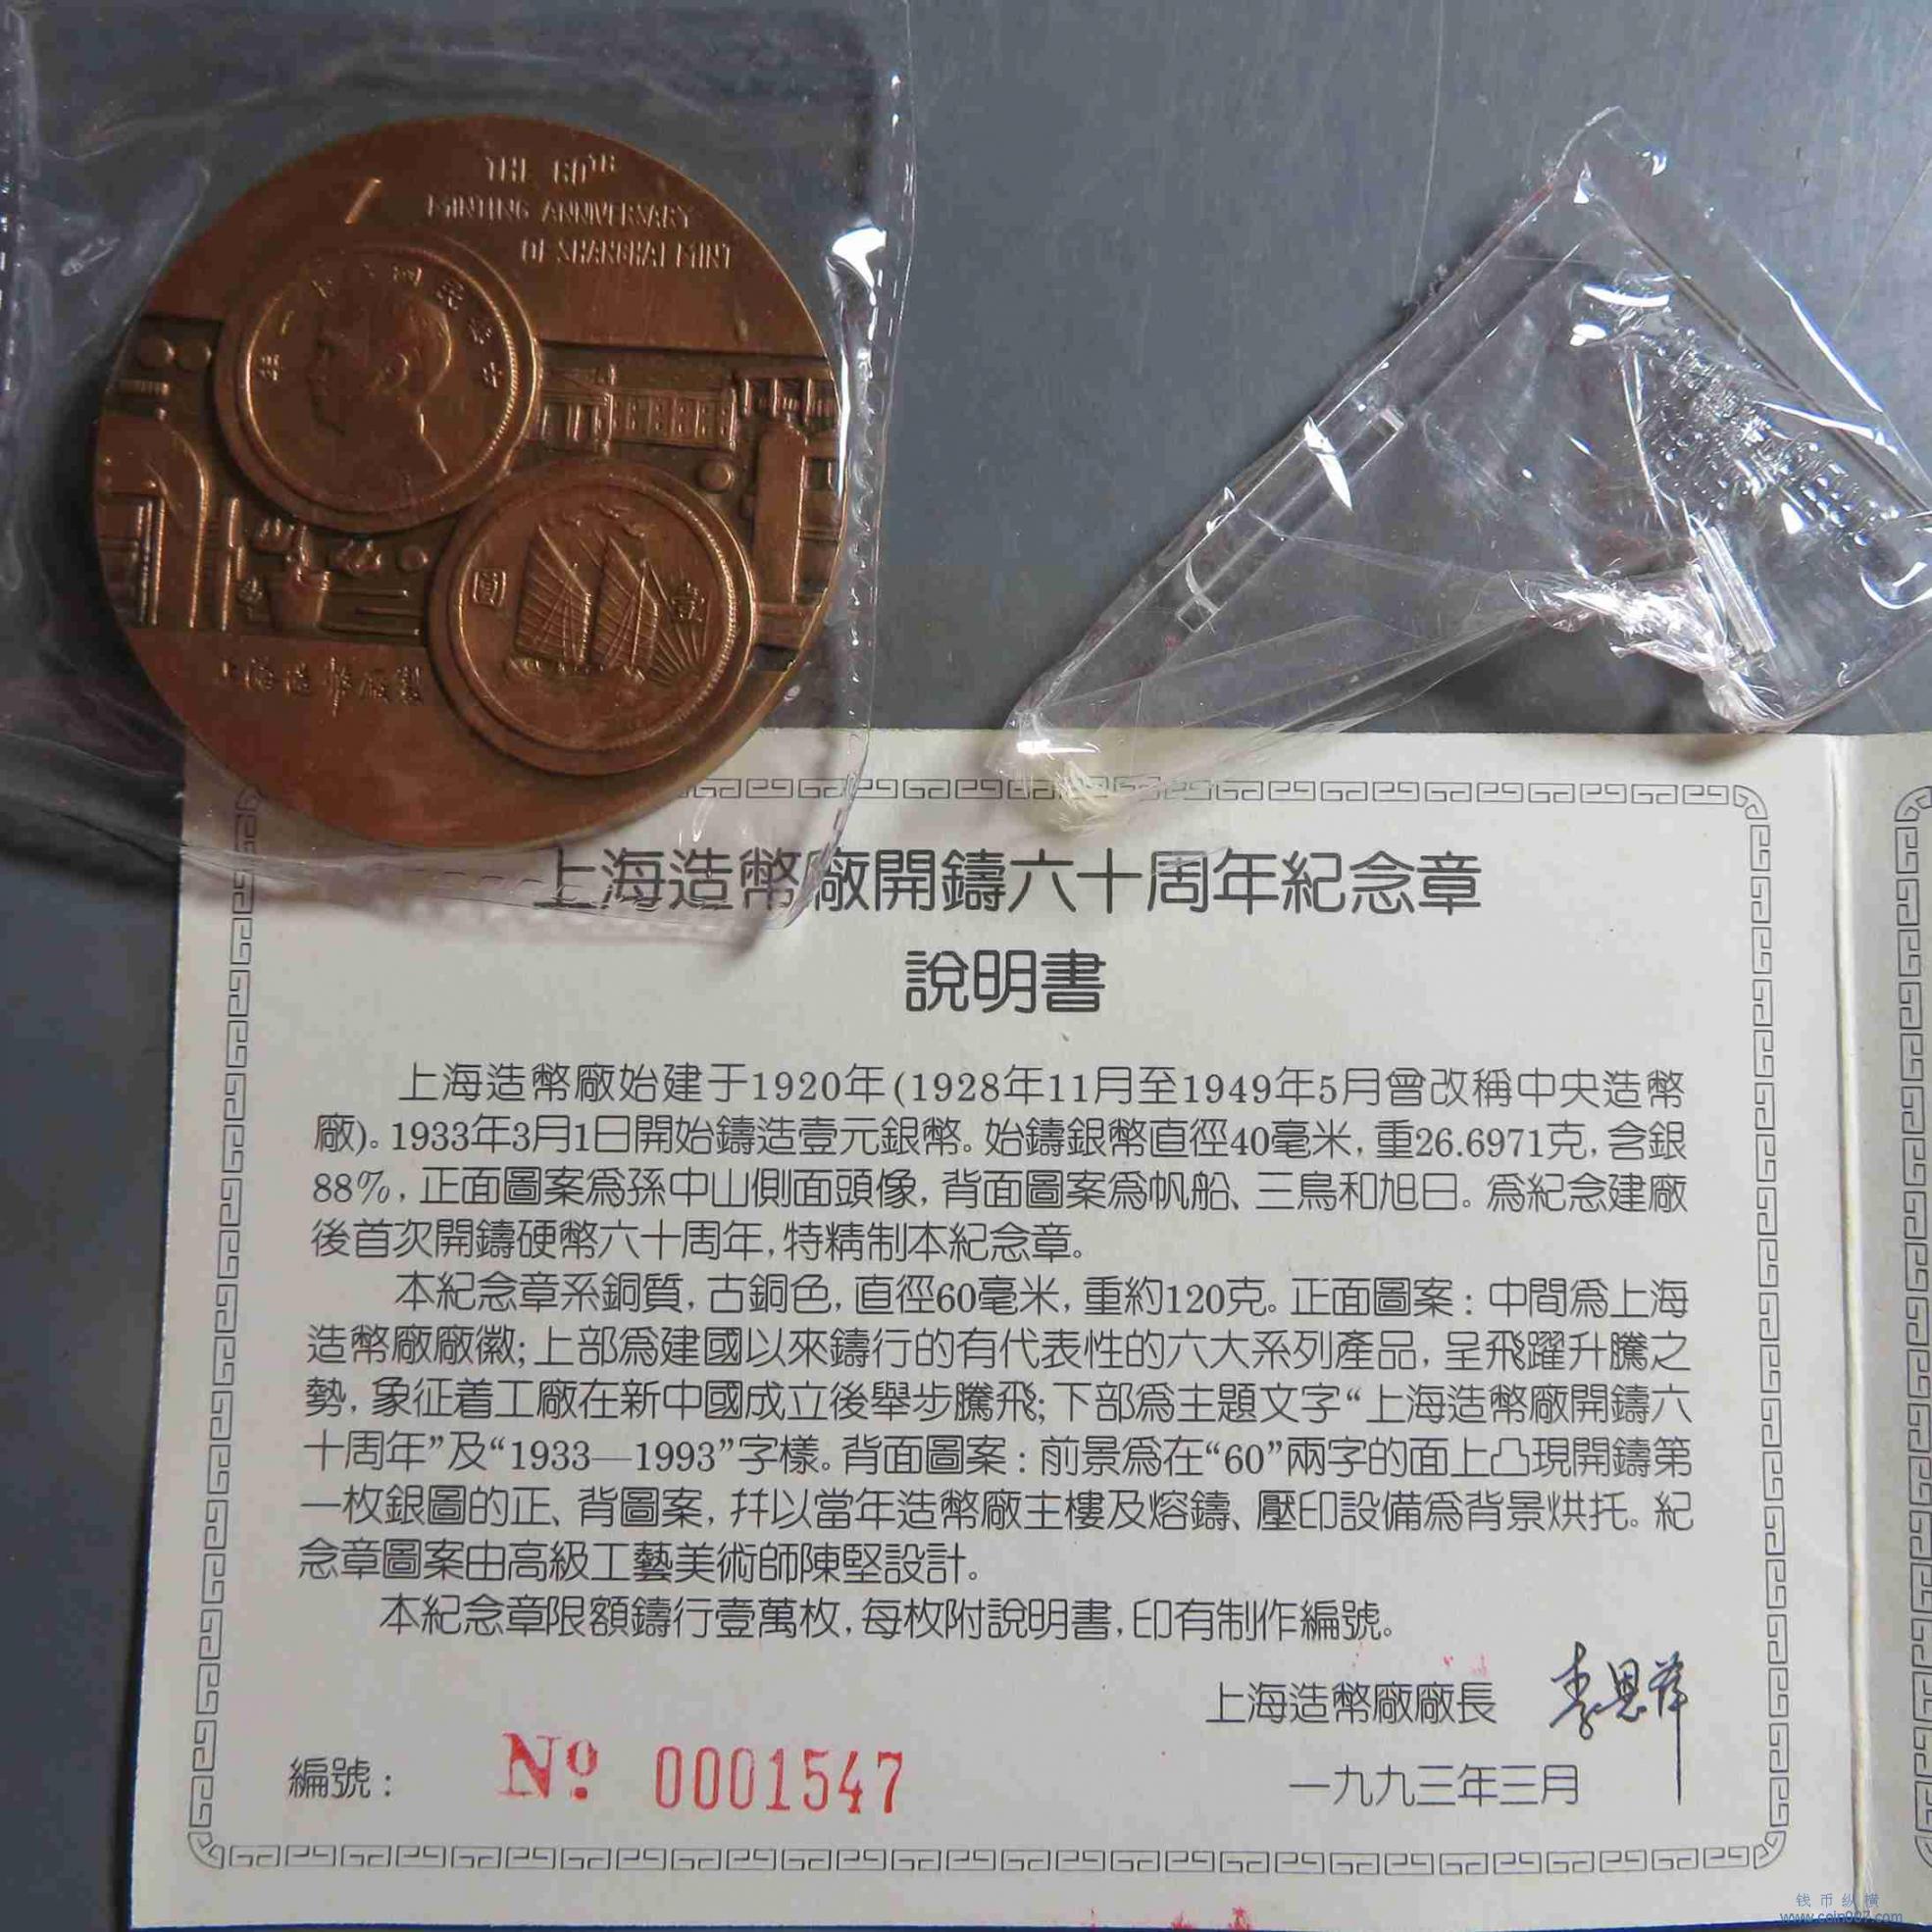 THE 60TH
MINTING ANNIVERSARY
OF SHANGHAI MINT
圓
壹
上海造幣廠製
上海造幣廠開鑄六十周年紀念章
說明書
上海造幣廠始建于1920年(1928年11月至1949年5月曾改稱中央造幣
廠)。1933年3月1日開始鑄造壹元銀幣。始鑄銀幣直徑40毫米,重26.6971克,含銀
88%,正面圖案爲孫中山側面頭像,背面圖案爲帆船、三鳥和旭日。爲紀念建廠
後首次開鑄硬幣六十周年,特精制本紀念章。
本紀念章系銅質,古銅色,直徑60毫米,重約120克。正面圖案:中間爲上海
造幣廠廠徽;上部爲建國以來鑄行的有代表性的六大系列產品,呈飛躍升騰之
勢,象征着工廠在新中國成立後舉步騰飛;下部爲主題文字“上海造幣廠開鑄六
十周年”及“1933—1993”字樣。背面圖案:前景爲在“60”兩字的面上凸現開鑄第
一枚銀圓的正、背圖案,幷以當年造幣廠主樓及熔鑄、壓印設備爲背景烘托。紀
念章圖案由高級工藝美術師陳堅設計。
本紀念章限額鑄行壹萬枚,每枚附說明書,印有制作編號。
上海造幣廠廠長
編號: No 0001547
一九九三年三月
钱币纵横
www.coin007.com